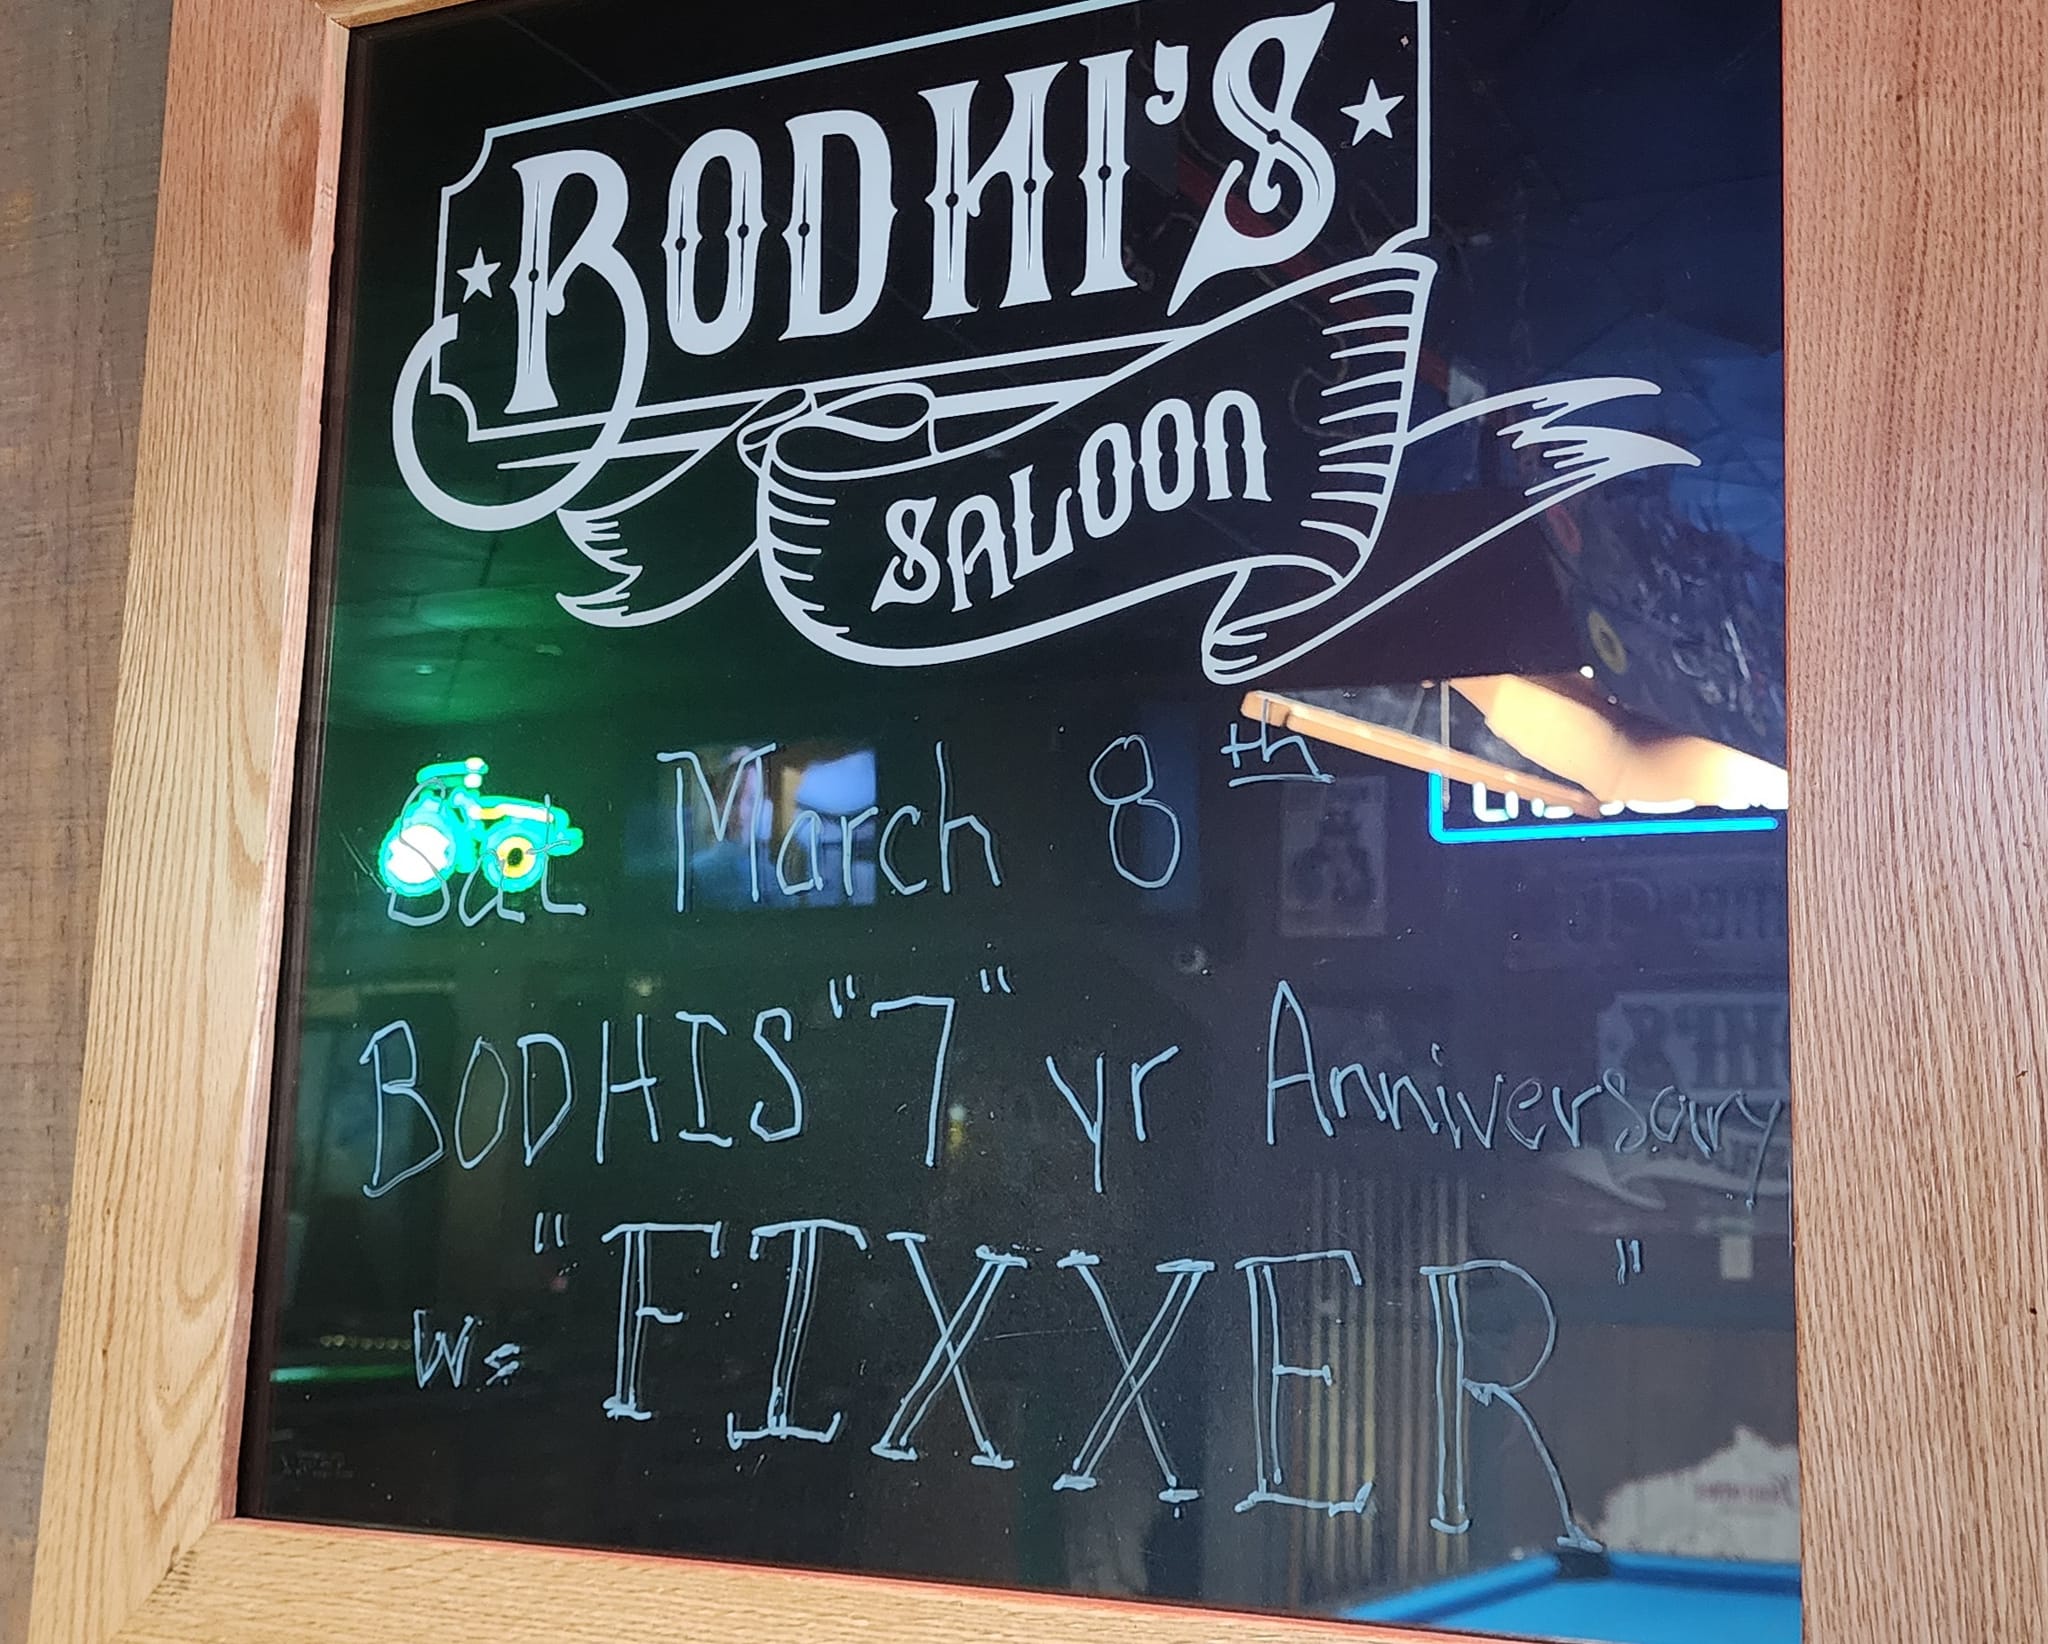 BODHI'S
SALOON
Sat March 8th
BODHIS "7" yr Anniversary
W= "FIXXER"